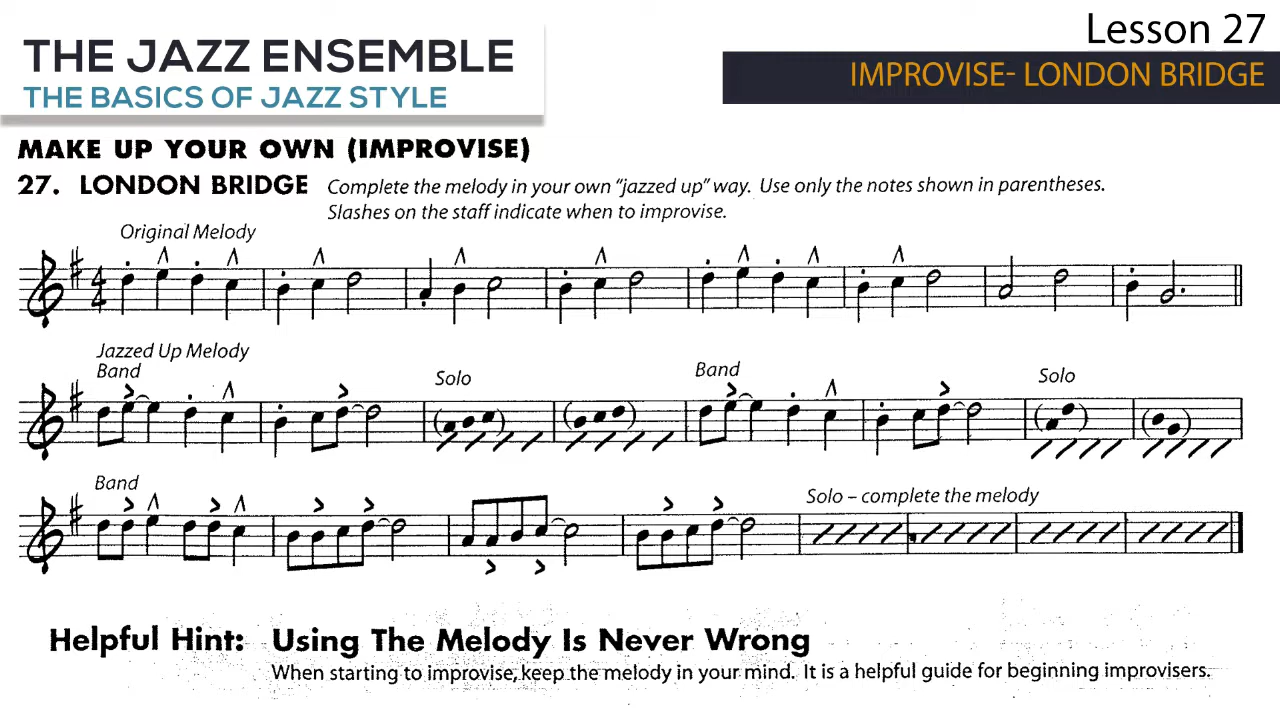 Lesson 27
THE JAZZ ENSEMBLE
THE BASICS OF JAZZ STYLE
IMPROVISE- LONDON BRIDGE
MAKE UP YOUR OWN (IMPROVISE)
27. LONDON BRIDGE Complete the melody in your own "jazzed up" way. Use only the notes shown in parentheses.
Slashes on the staff indicate when to improvise.
Original Melody
4
4
Jazzed Up Melody
Band Solo Band Solo
Band Solo – complete the melody
Helpful Hint: Using The Melody Is Never Wrong
When starting to improvise, keep the melody in your mind. It is a helpful guide for beginning improvisers.